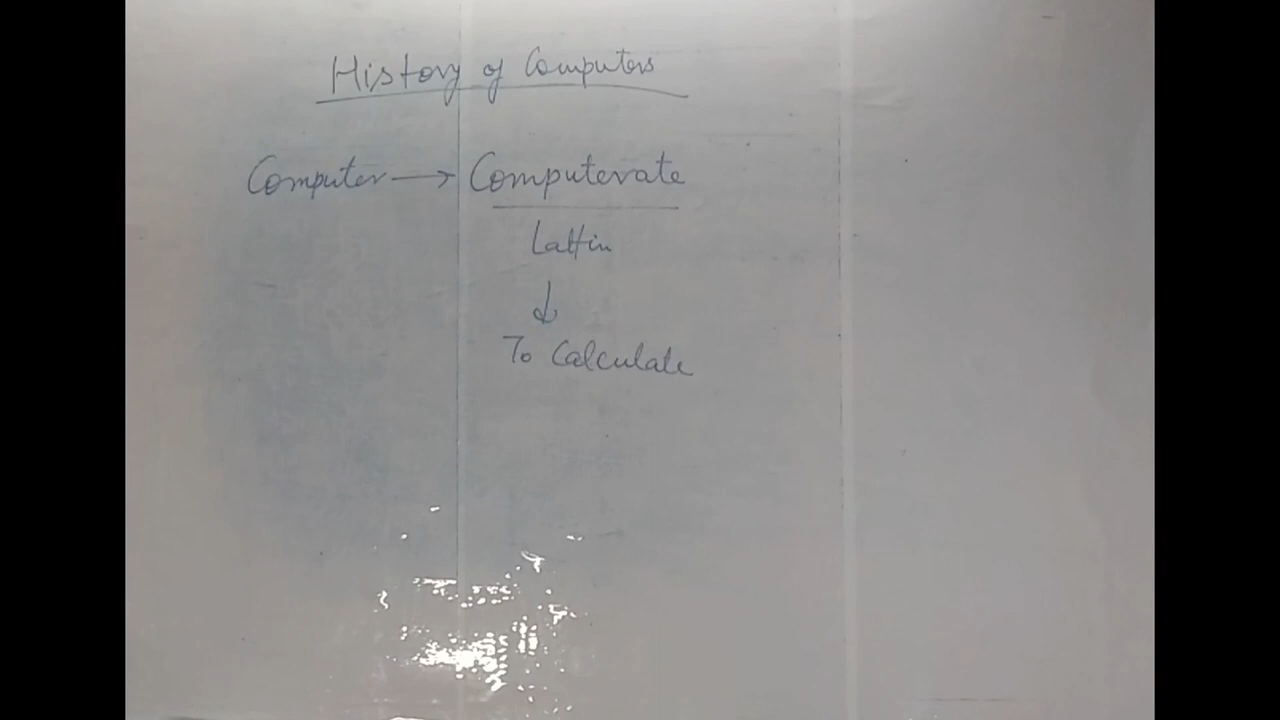 History of Computers
Computer → Computerate
Lattin
↓
To Calculate